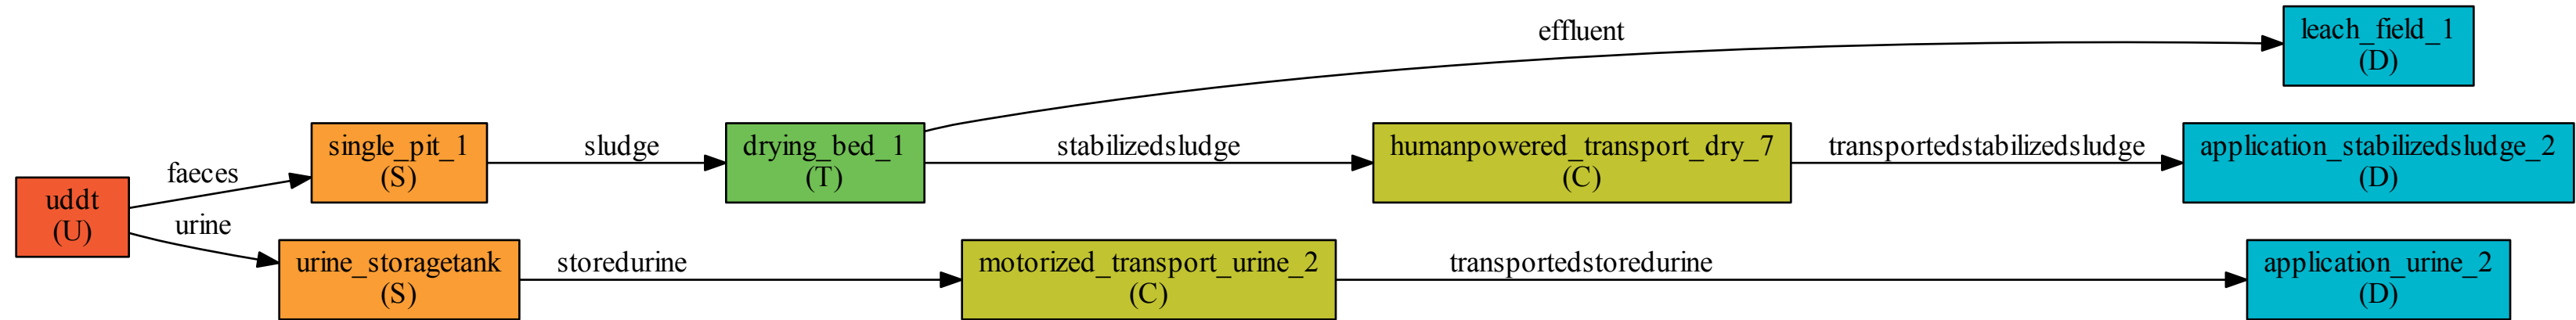 effluent
leach_field_1
(D)
faeces
single_pit_1
(S)
sludge
drying_bed_1
(T)
stabilizedsludge
humanpowered_transport_dry_7
(C)
transportedstabilizedsludge
application_stabilizedsludge_2
(D)
uddt
(U)
urine
urine_storagetank
(S)
storedurine
motorized_transport_urine_2
(C)
transportedstoredurine
application_urine_2
(D)